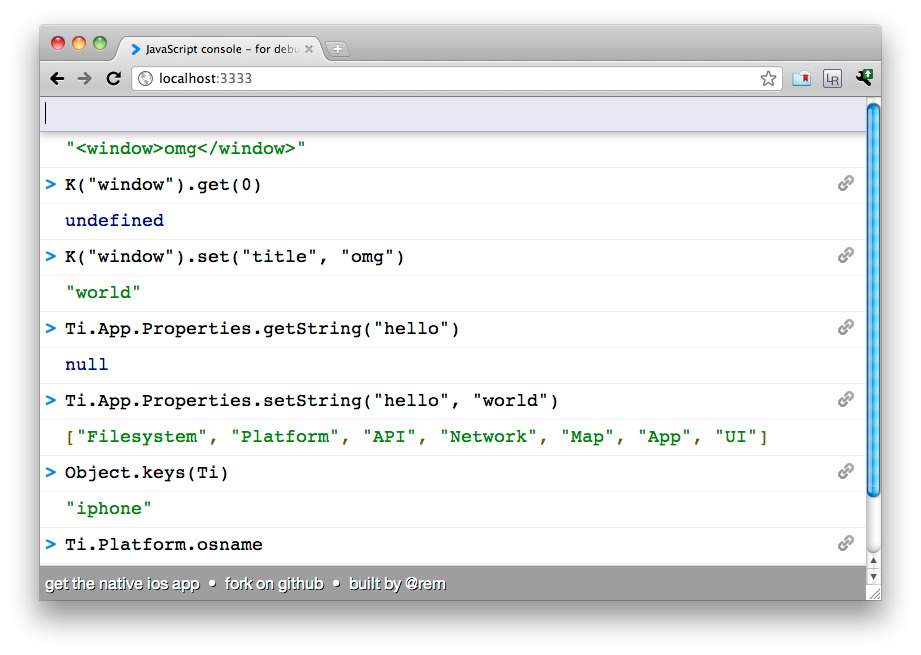 JavaScript console – for debu
localhost:3333
"<window>omg</window>"
> K("window").get(0)
undefined
> K("window").set("title", "omg")
"world"
> Ti.App.Properties.getString("hello")
null
> Ti.App.Properties.setString("hello", "world")
["Filesystem", "Platform", "API", "Network", "Map", "App", "UI"]
> Object.keys(Ti)
"iphone"
> Ti.Platform.osname
get the native ios app • fork on github • built by @rem